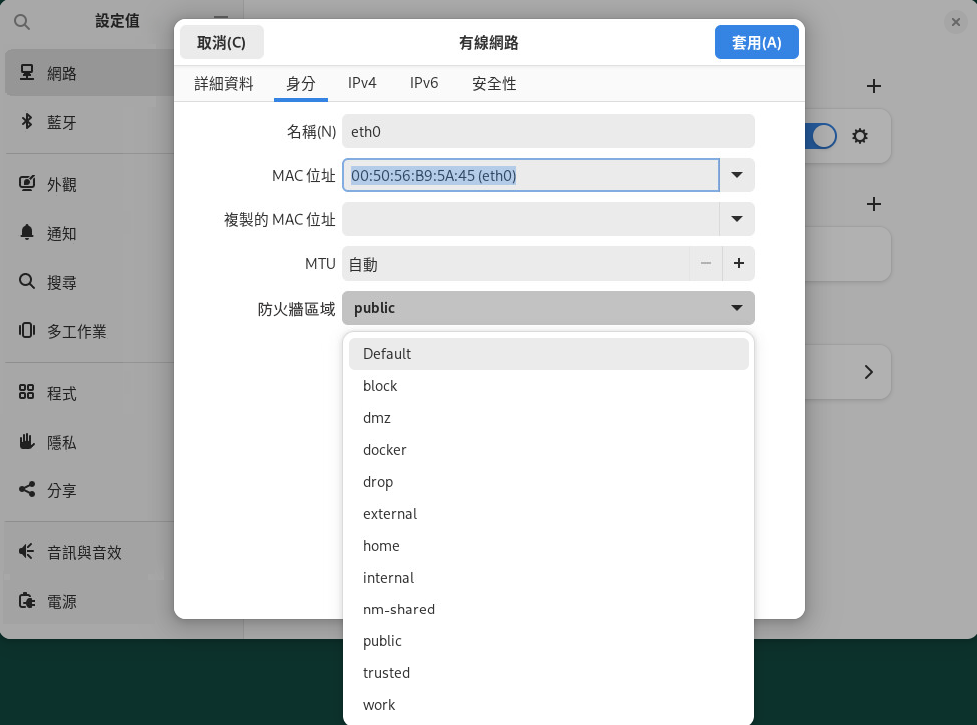 設定值
網路
藍牙
外觀
通知
搜尋
多工作業
程式
隱私
分享
音訊與音效
電源
取消(C)
有線網路
套用(A)
詳細資料
身分
IPv4
IPv6
安全性
名稱(N)
eth0
MAC 位址
00:50:56:B9:5A:45 (eth0)
複製的 MAC 位址
MTU
自動
防火牆區域
public
Default
block
dmz
docker
drop
external
home
internal
nm-shared
public
trusted
work